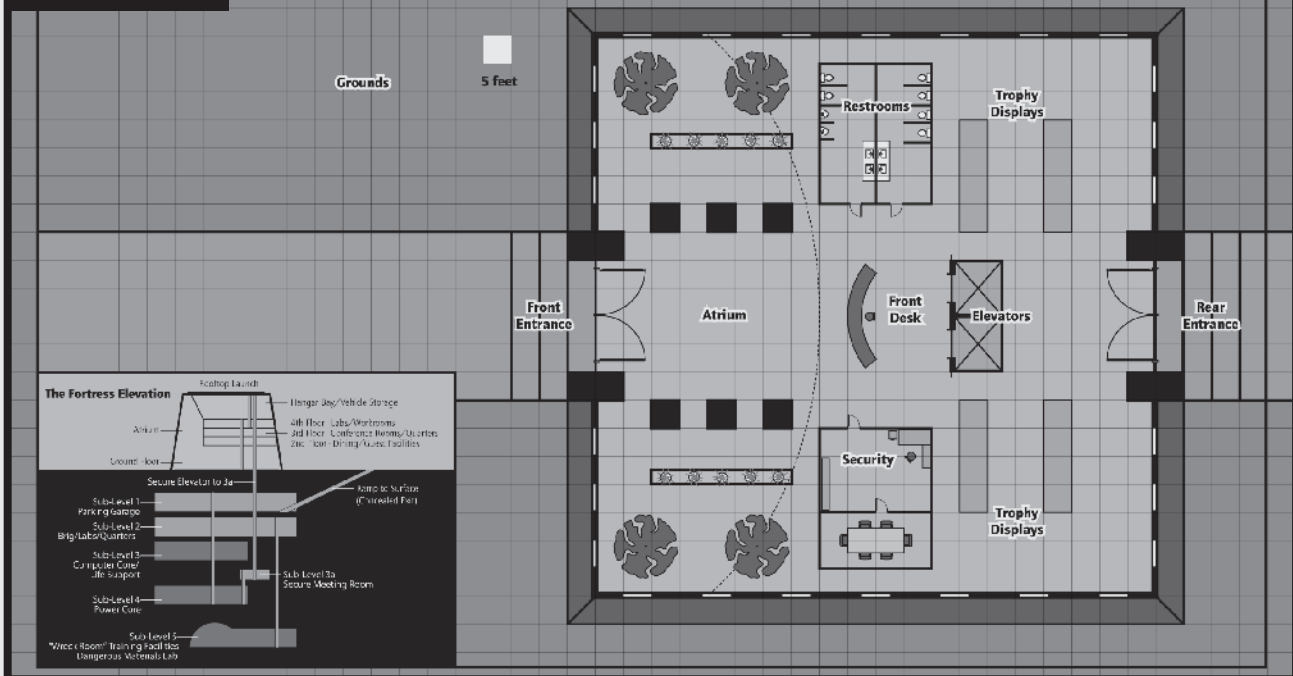 Grounds
5 feet
Restrooms
Trophy
Displays
Front
Entrance
Atrium
Front
Desk
Elevators
Rear
Entrance
Security
Trophy
Displays
The Fortress Elevation
Rooftop Launch
Hangar Bay/Vehicle Storage
Atrium
4th Floor - Labs/Workrooms
3rd Floor - Conference Rooms/Quarters
2nd Floor - Dining/Guest Facilities
Ground Floor
Secure Elevator to 3a
Ramp to Surface
(Concealed Exit)
Sub-Level 1
Parking Garage
Sub-Level 2
Brig/Labs/Quarters
Sub-Level 3
Computer Core/
Life Support
Sub-Level 3a
Secure Meeting Room
Sub-Level 4
Power Core
Sub-Level 5
"Wreck Room" Training Facilities
Dangerous Materials Lab